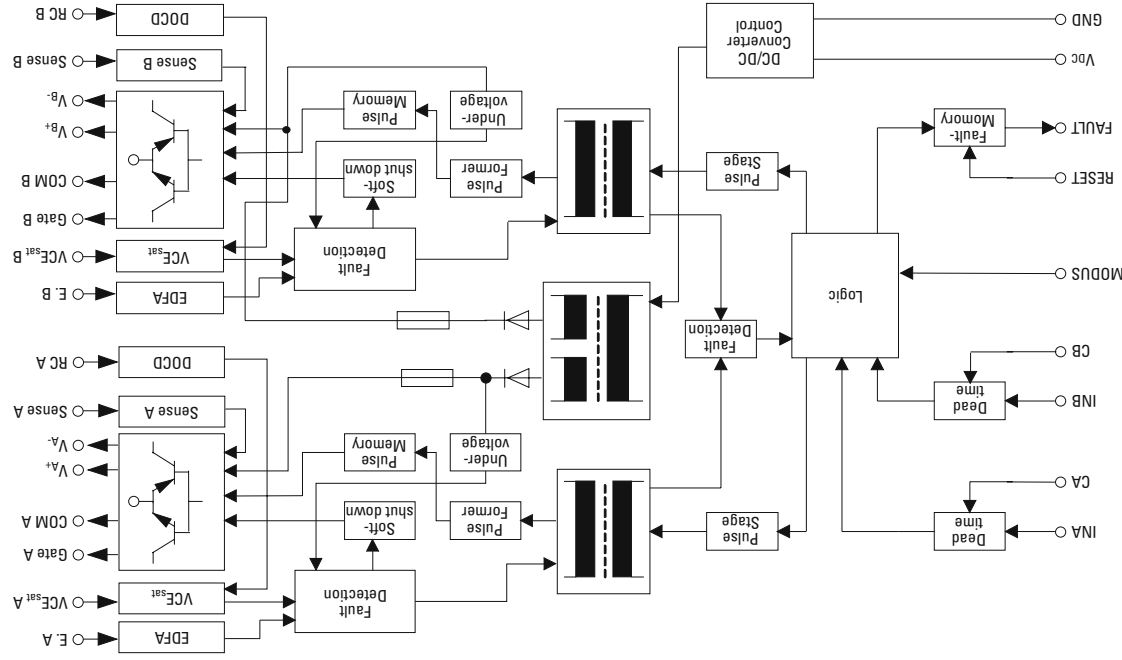 INA
CA
INB
CB
MODUS
RESET
FAULT
VDC
GND
Dead
time
Dead
time
Logic
Fault-
Memory
DC/DC
Converter
Control
Pulse
Stage
Fault
Detection
Pulse
Stage
Fault
Detection
Pulse
Former
Soft-
shut down
Under-
voltage
Pulse
Memory
Fault
Detection
Pulse
Former
Soft-
shut down
Under-
voltage
Pulse
Memory
EDFA
E. A
VCEsat
VCEsat A
Gate A
COM A
VA+
VA-
Sense A
Sense A
DOCD
RC A
EDFA
E. B
VCEsat
VCEsat B
Gate B
COM B
VB+
VB-
Sense B
Sense B
DOCD
RC B